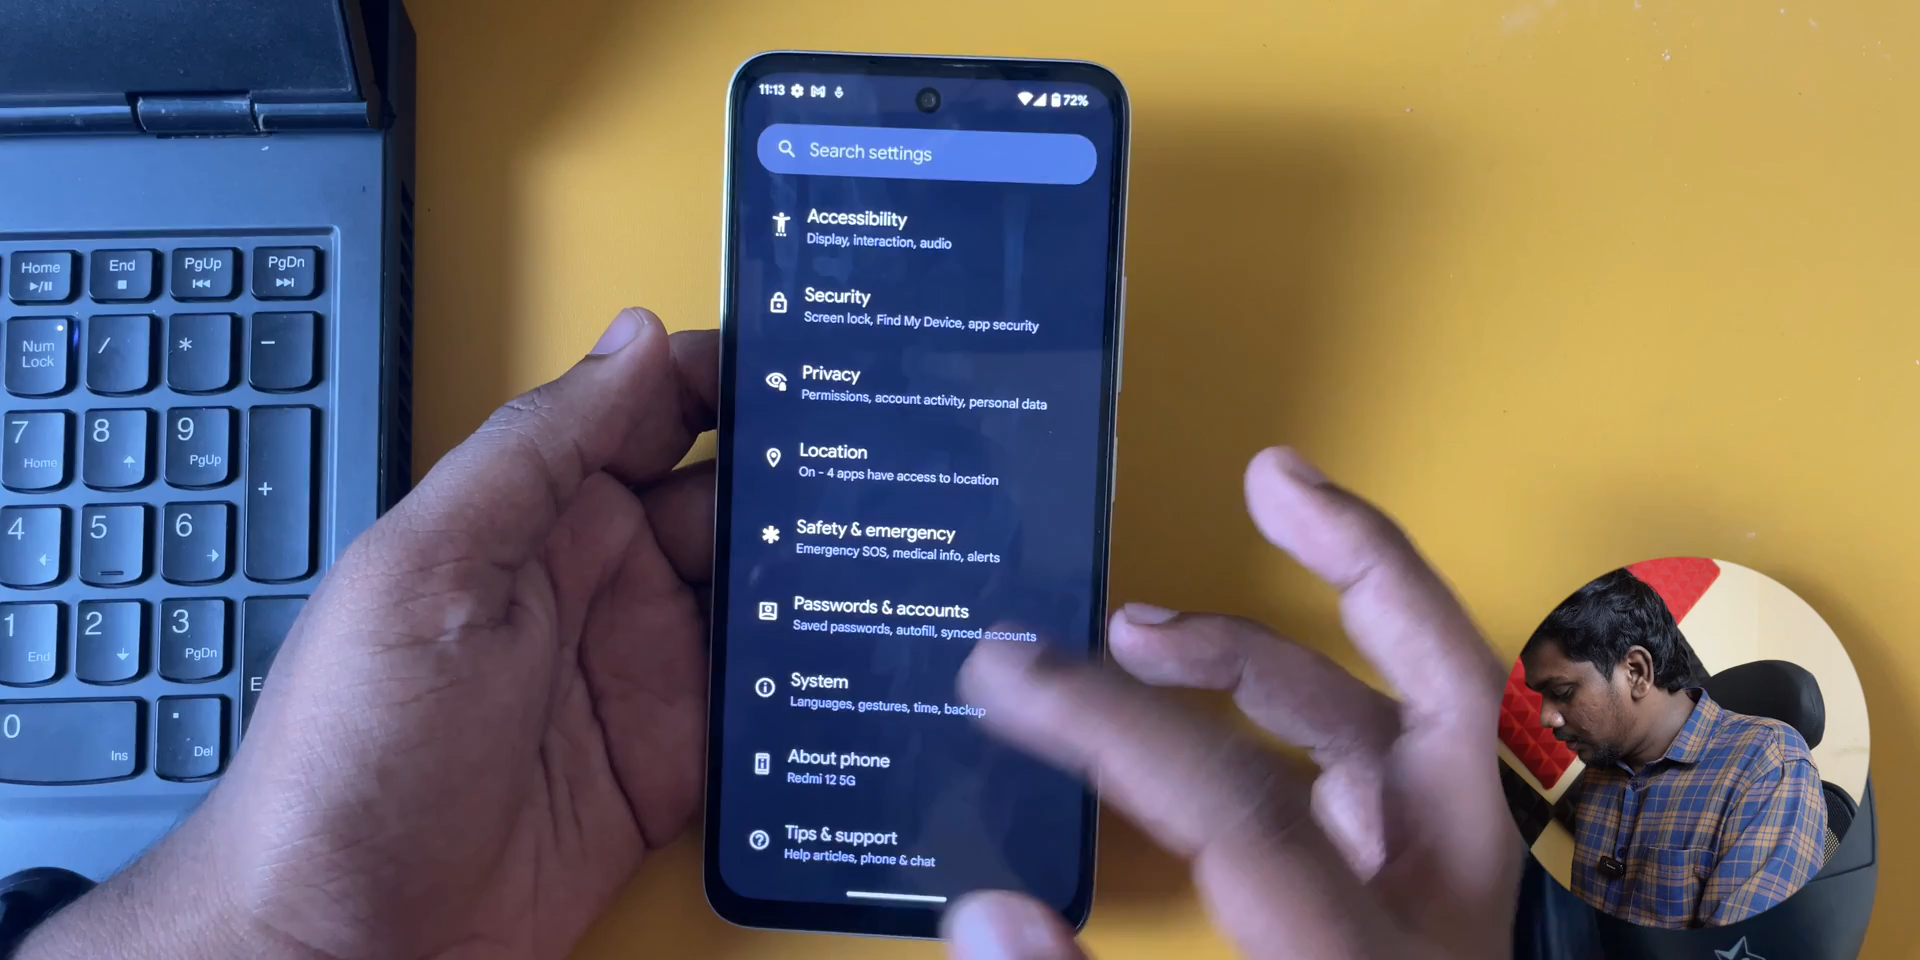 11:13
72%
Search settings
Accessibility
Display, interaction, audio
Security
Screen lock, Find My Device, app security
Privacy
Permissions, account activity, personal data
Location
On - 4 apps have access to location
Safety & emergency
Emergency SOS, medical info, alerts
Passwords & accounts
Saved passwords, autofill, synced accounts
System
Languages, gestures, time, backup
About phone
Redmi 12 5G
Tips & support
Help articles, phone & chat
Home
End
PgUp
PgDn
Num
Lock
/
*
-
7
Home
8
9
PgUp
+
4
5
6
1
End
2
3
PgDn
E
0
Ins
.
Del